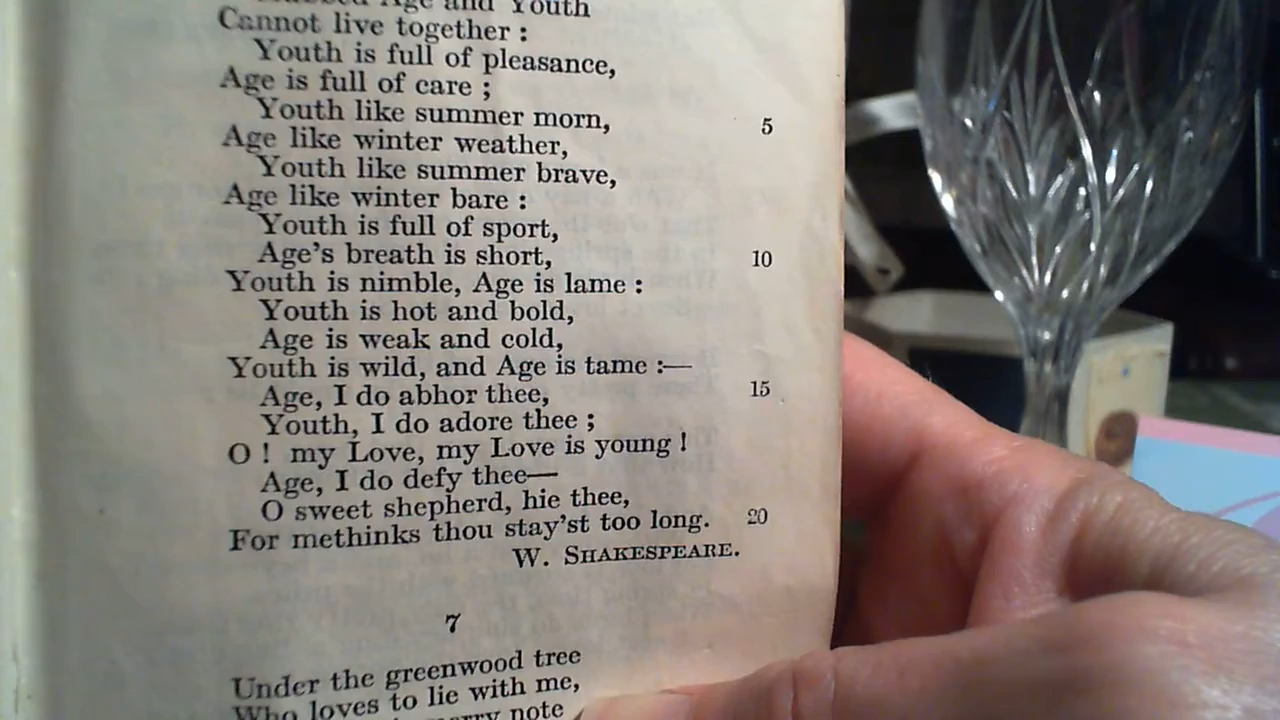 Age and Youth
Cannot live together :
Youth is full of pleasance,
Age is full of care ;
Youth like summer morn, 5
Age like winter weather,
Youth like summer brave,
Age like winter bare :
Youth is full of sport,
Age's breath is short, 10
Youth is nimble, Age is lame :
Youth is hot and bold,
Age is weak and cold,
Youth is wild, and Age is tame :—
Age, I do abhor thee, 15
Youth, I do adore thee ;
O ! my Love, my Love is young !
Age, I do defy thee—
O sweet shepherd, hie thee,
For methinks thou stay'st too long. 20
W. SHAKESPEARE.
7
Under the greenwood tree
Who loves to lie with me,
merry note